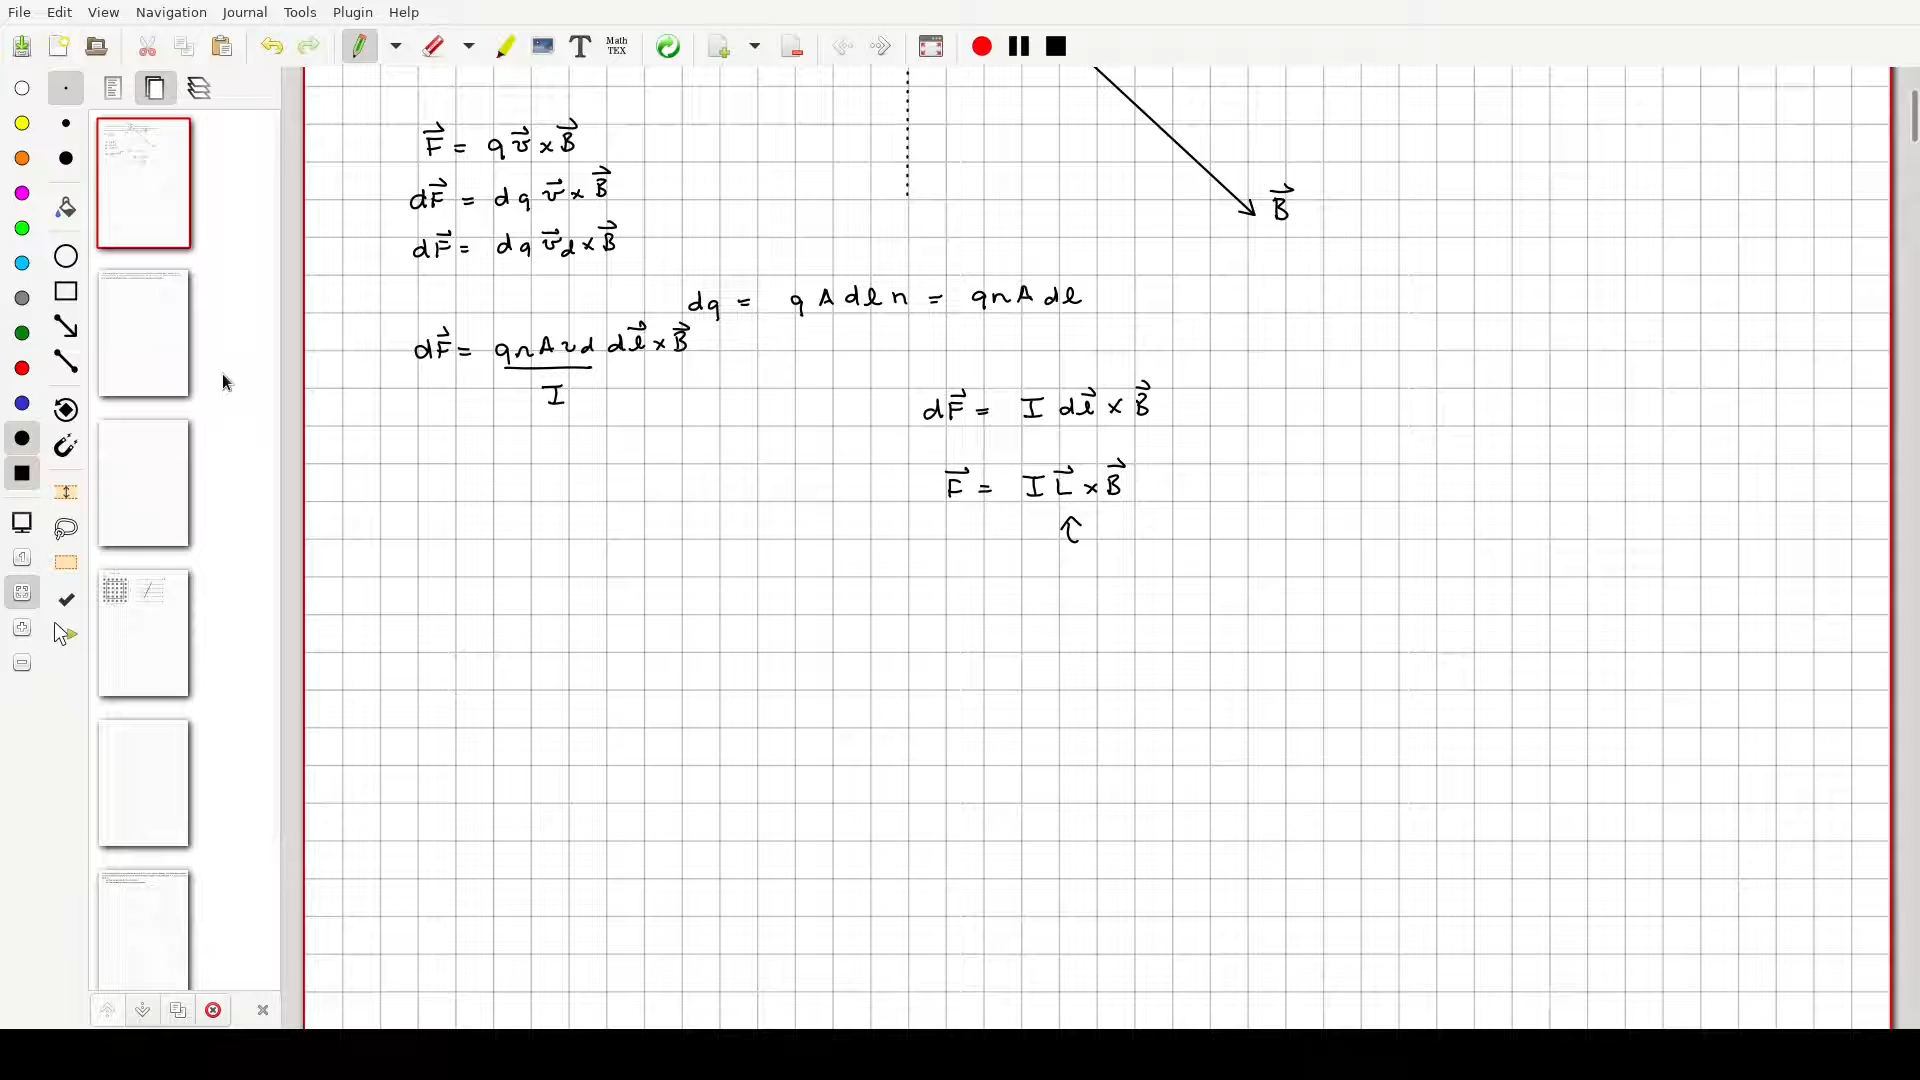 File Edit View Navigation Journal Tools Plugin Help
T Math TEX
F⃗ = q v⃗ × B⃗
dF⃗ = dq v⃗ × B⃗
B⃗
dF⃗ = dq v⃗d × B⃗
dq = q A dl n = qnA dl
dF⃗ = qnAvd dl⃗ × B⃗
I
dF⃗ = I dl⃗ × B⃗
F⃗ = I L⃗ × B⃗
↑